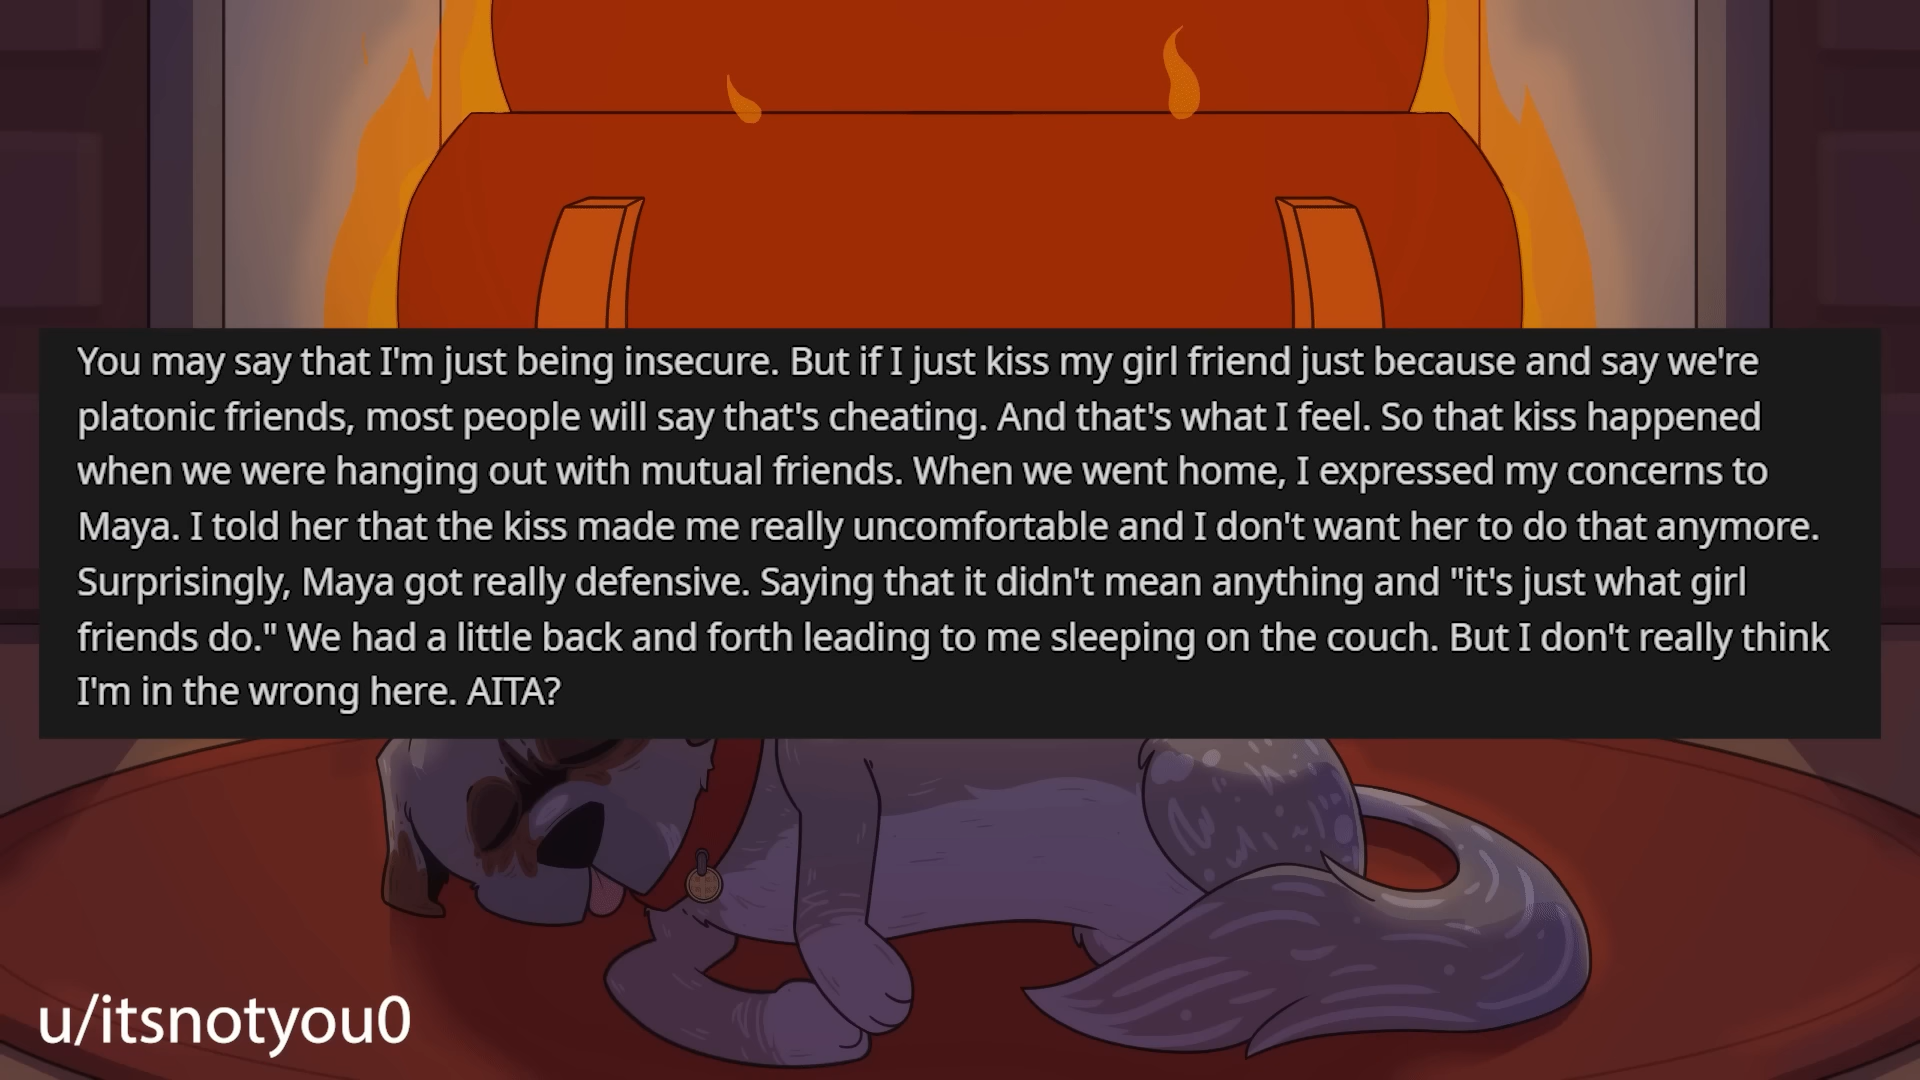 You may say that I'm just being insecure. But if I just kiss my girl friend just because and say we're
platonic friends, most people will say that's cheating. And that's what I feel. So that kiss happened
when we were hanging out with mutual friends. When we went home, I expressed my concerns to
Maya. I told her that the kiss made me really uncomfortable and I don't want her to do that anymore.
Surprisingly, Maya got really defensive. Saying that it didn't mean anything and "it's just what girl
friends do." We had a little back and forth leading to me sleeping on the couch. But I don't really think
I'm in the wrong here. AITA?
u/itsnotyou0